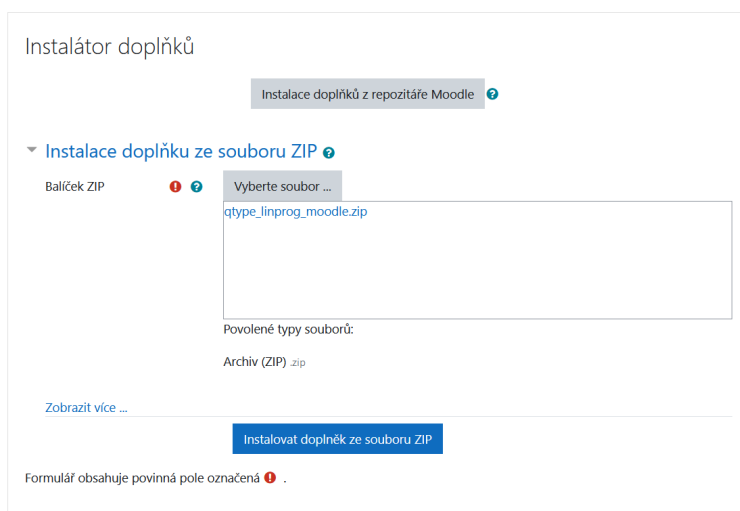 Instalátor doplňků
Instalace doplňků z repozitáře Moodle
Instalace doplňku ze souboru ZIP
Balíček ZIP
Vyberte soubor ...
qtype_linprog_moodle.zip
Povolené typy souborů:
Archiv (ZIP) .zip
Zobrazit více ...
Instalovat doplněk ze souboru ZIP
Formulář obsahuje povinná pole označená .